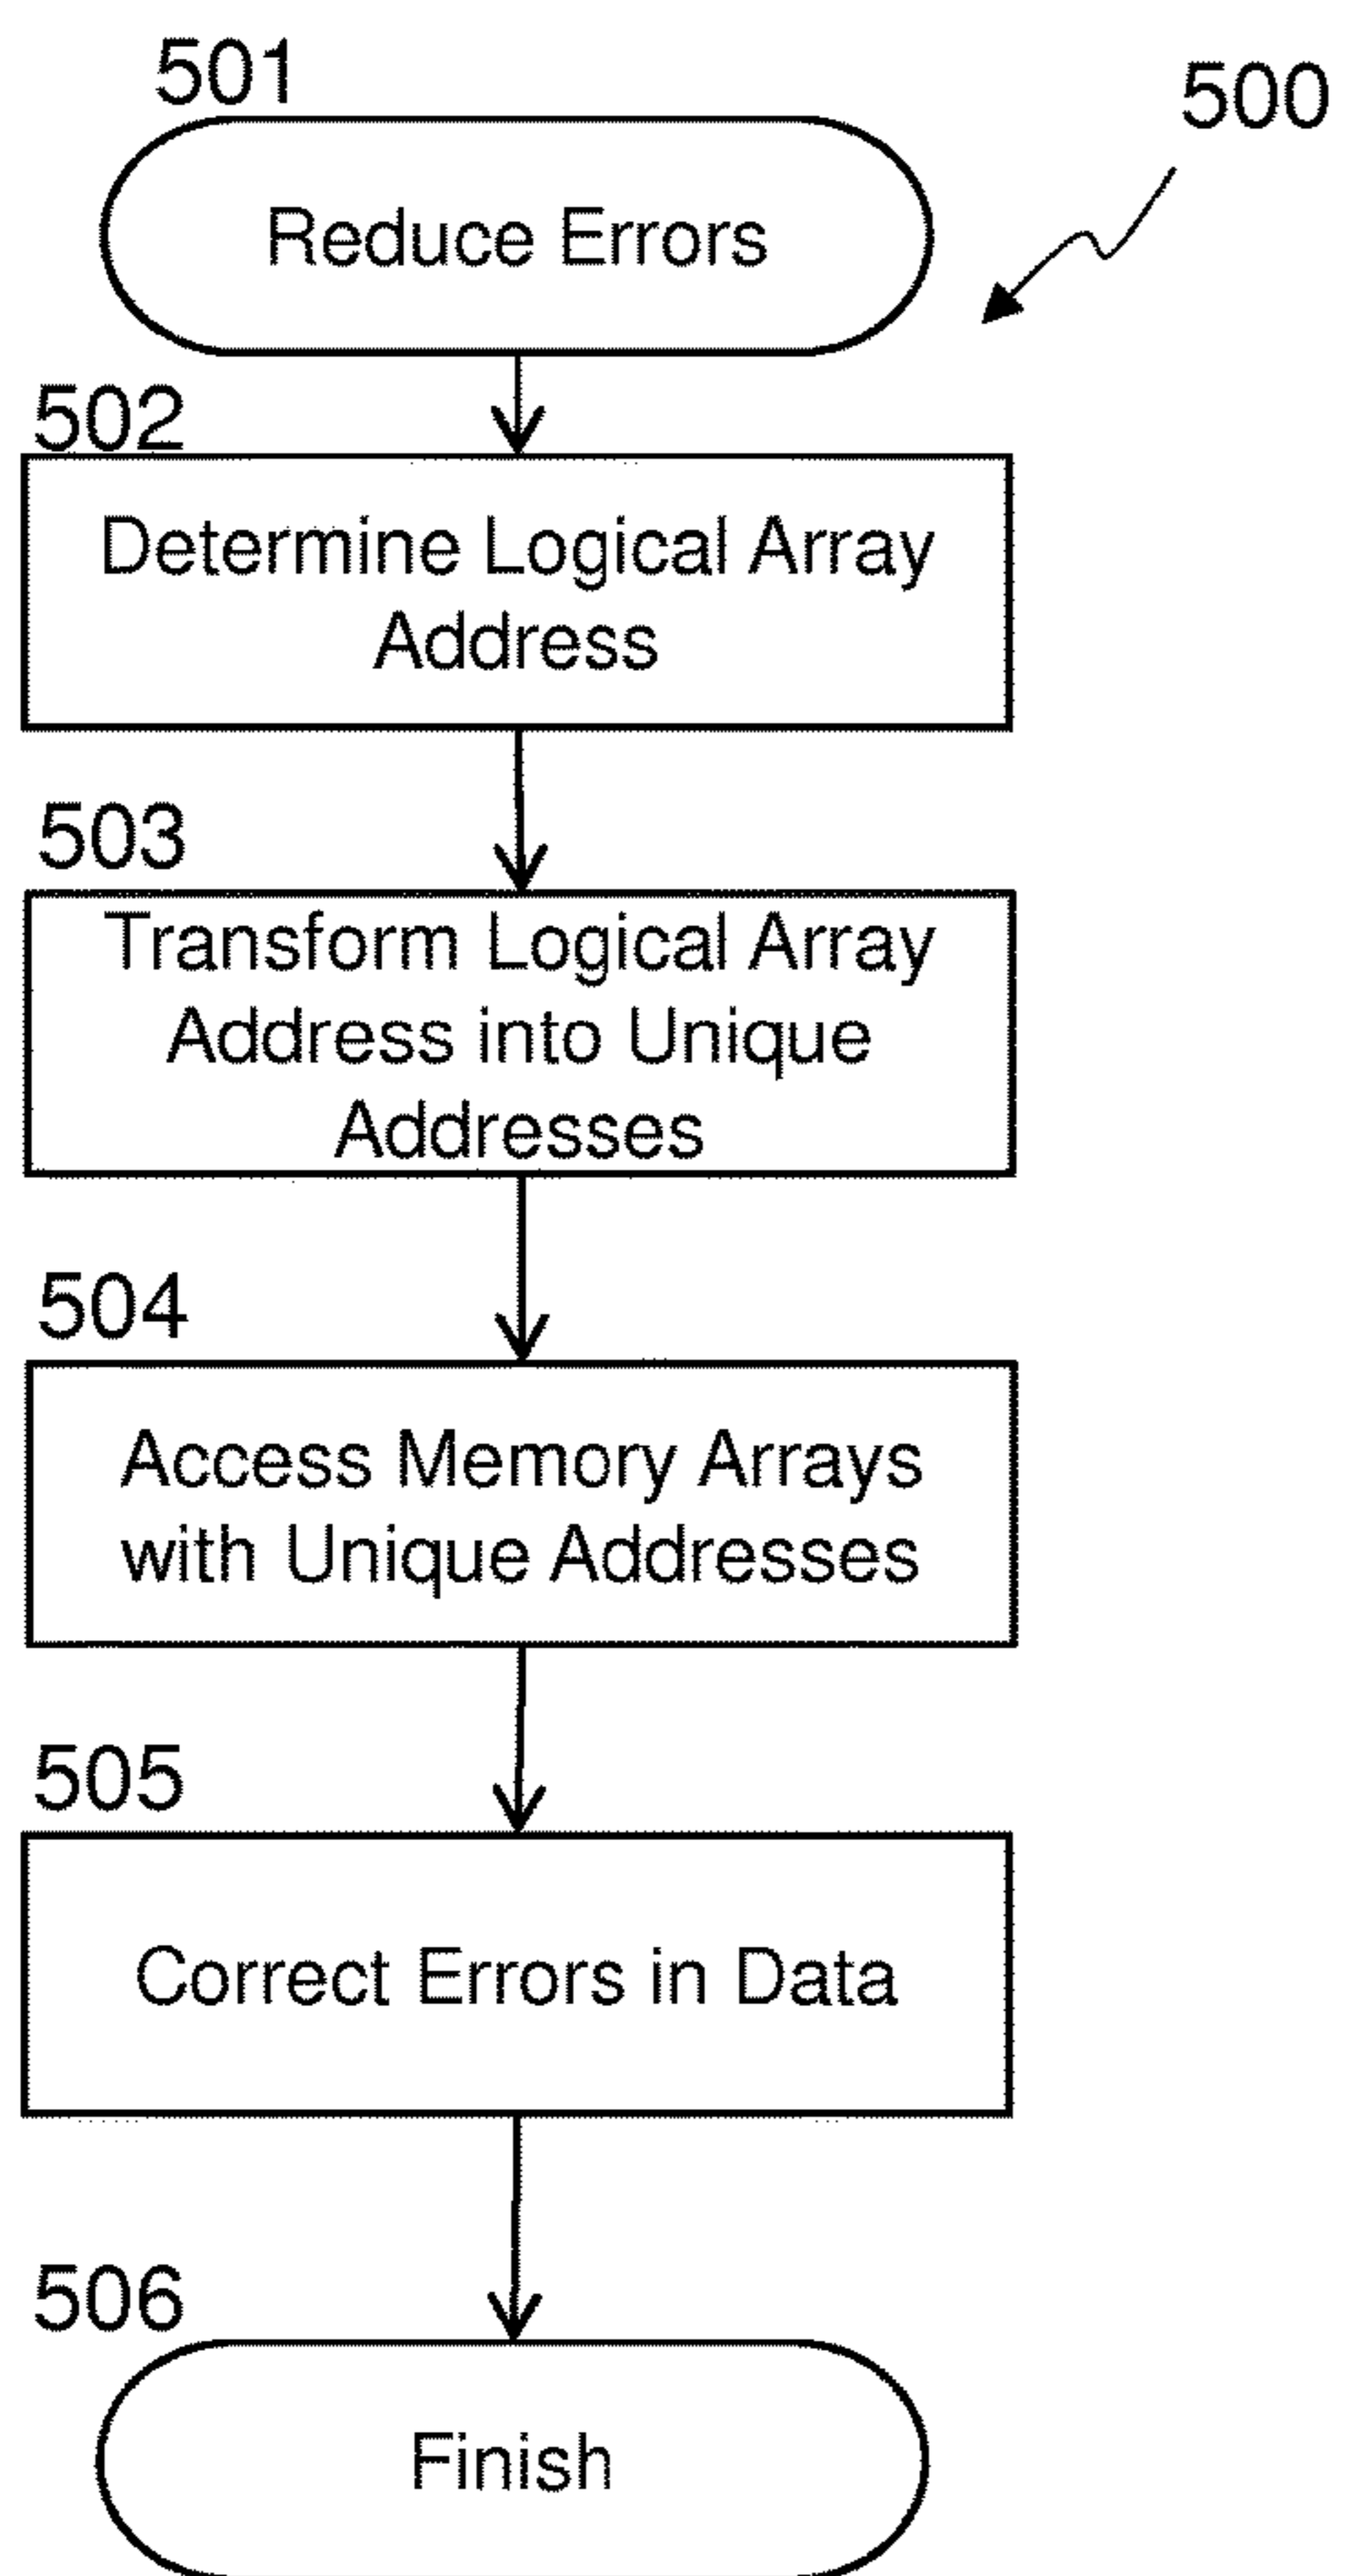 501
500
Reduce Errors
502
Determine Logical Array
Address
503
Transform Logical Array
Address into Unique
Addresses
504
Access Memory Arrays
with Unique Addresses
505
Correct Errors in Data
506
Finish